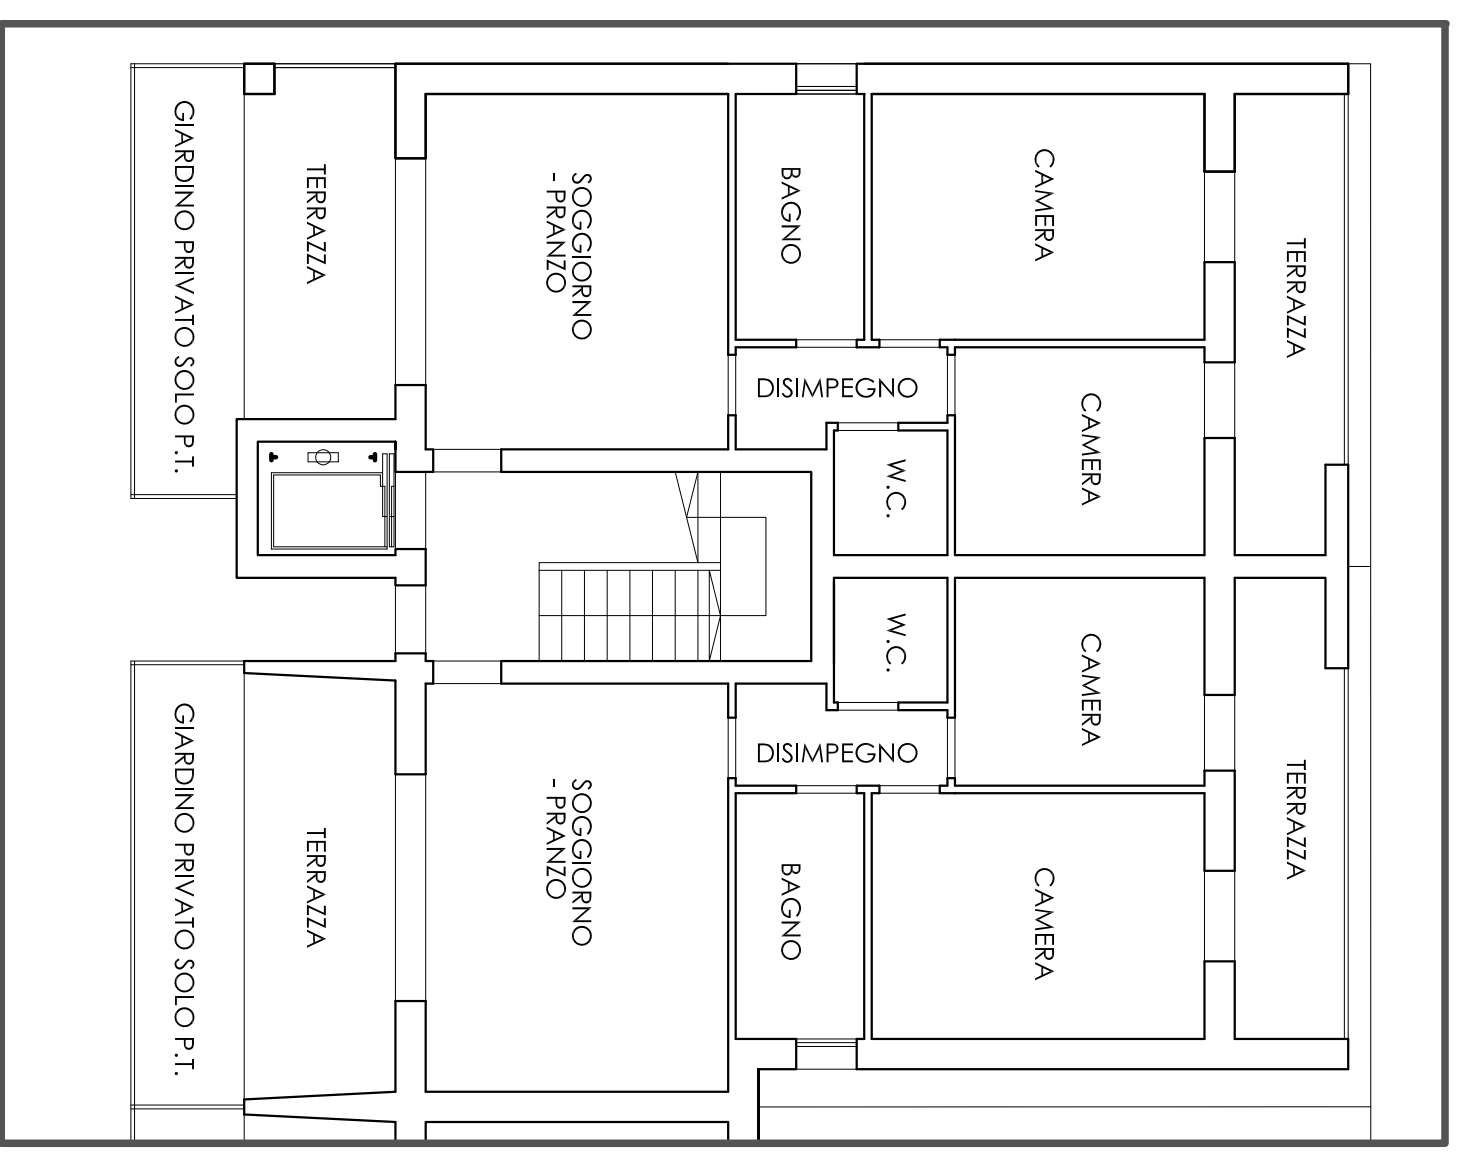 GIARDINO PRIVATO SOLO P.T.
TERRAZZA
SOGGIORNO
- PRANZO
BAGNO
CAMERA
TERRAZZA
DISIMPEGNO
CAMERA
W.C.
W.C.
CAMERA
DISIMPEGNO
GIARDINO PRIVATO SOLO P.T.
TERRAZZA
SOGGIORNO
- PRANZO
BAGNO
CAMERA
TERRAZZA